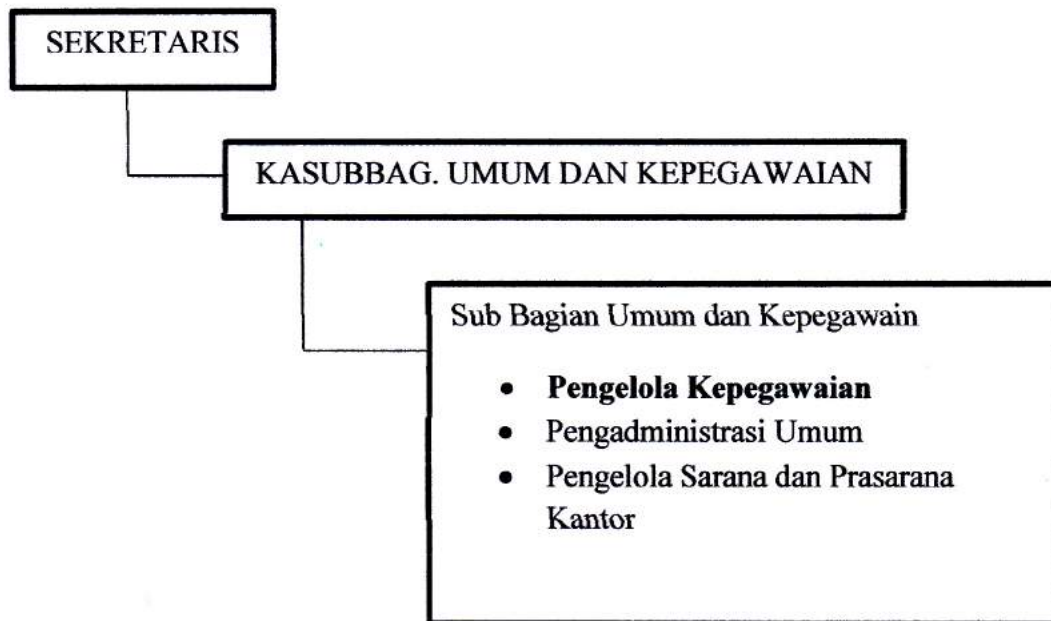 SEKRETARIS
KASUBBAG. UMUM DAN KEPEGAWAIAN
Sub Bagian Umum dan Kepegawain
• Pengelola Kepegawaian
• Pengadministrasi Umum
• Pengelola Sarana dan Prasarana
Kantor